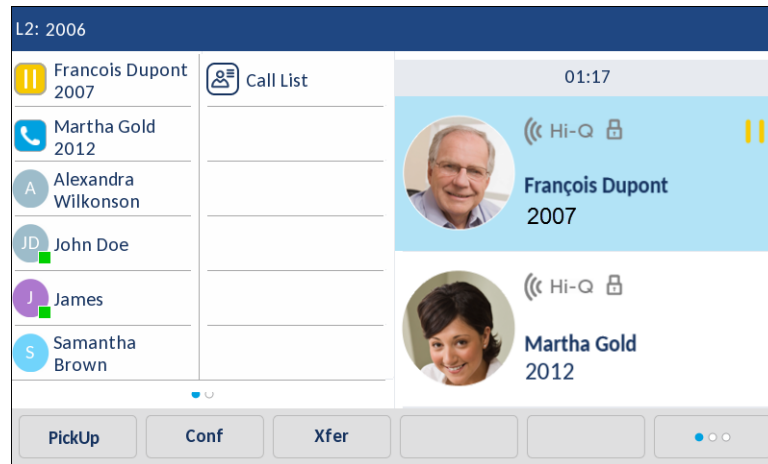 L2: 2006
Francois Dupont
2007
Martha Gold
2012
A
Alexandra
Wilkonson
JD
John Doe
J
James
S
Samantha
Brown
Call List
01:17
Hi-Q
François Dupont
2007
Hi-Q
Martha Gold
2012
PickUp
Conf
Xfer